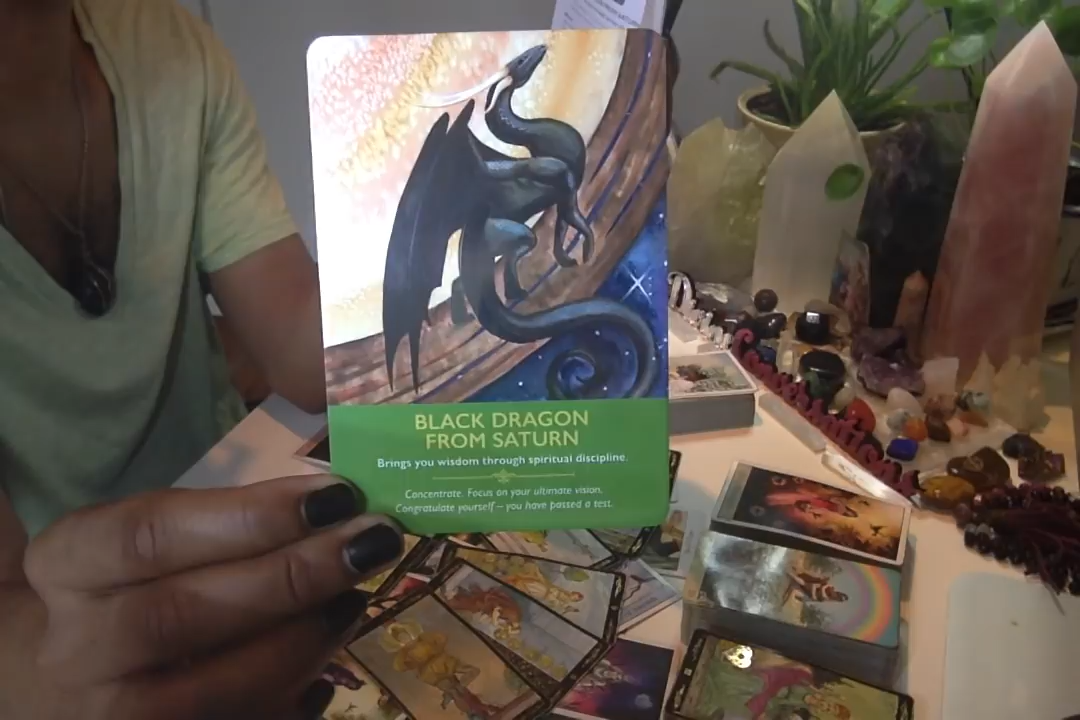 BLACK DRAGON
FROM SATURN
Brings you wisdom through spiritual discipline.
Concentrate. Focus on your ultimate vision.
Congratulate yourself – you have passed a test.